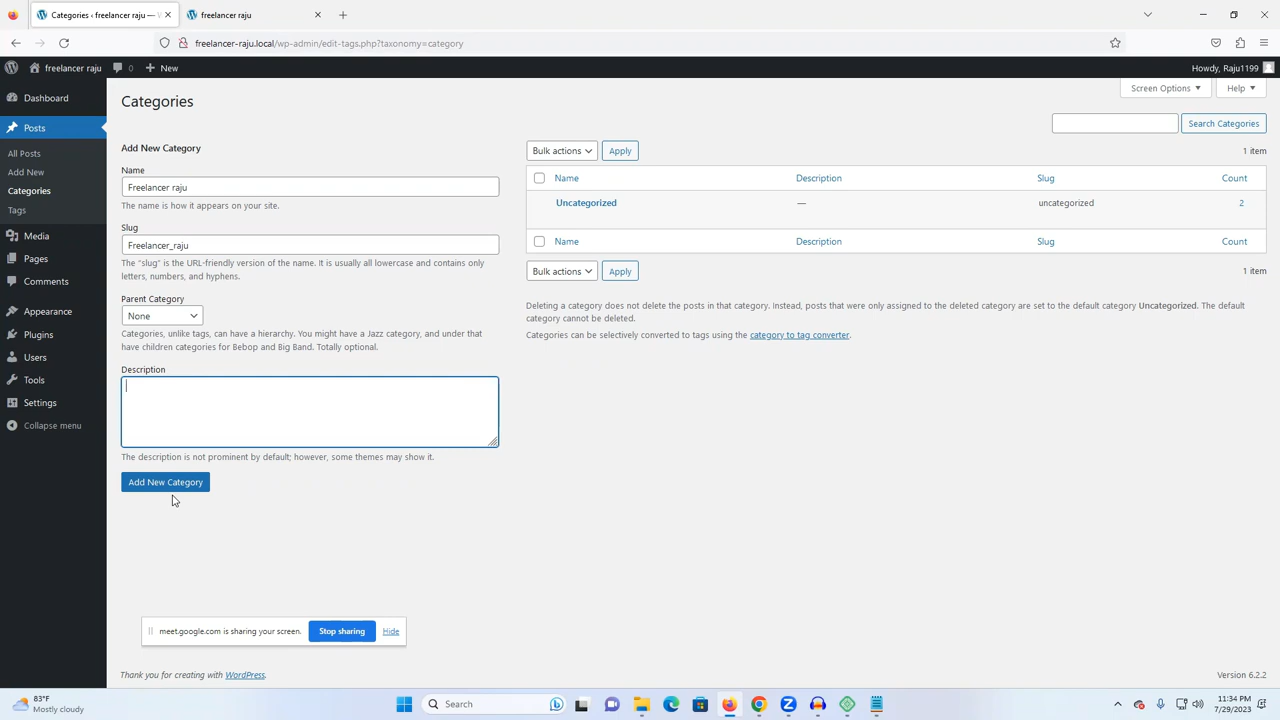 Categories ‹ freelancer raju — W
freelancer raju
freelancer-raju.local/wp-admin/edit-tags.php?taxonomy=category
freelancer raju
0
New
Howdy, Raju1199
Dashboard
Posts
All Posts
Add New
Categories
Tags
Media
Pages
Comments
Appearance
Plugins
Users
Tools
Settings
Collapse menu
Screen Options
Help
Categories
Search Categories
Add New Category
Name
Freelancer raju
The name is how it appears on your site.
Slug
Freelancer_raju
The “slug” is the URL-friendly version of the name. It is usually all lowercase and contains only
letters, numbers, and hyphens.
Parent Category
None
Categories, unlike tags, can have a hierarchy. You might have a Jazz category, and under that
have children categories for Bebop and Big Band. Totally optional.
Description
The description is not prominent by default; however, some themes may show it.
Add New Category
Bulk actions
Apply
1 item
Name Description Slug Count
Uncategorized — uncategorized 2
Name Description Slug Count
Bulk actions
Apply
1 item
Deleting a category does not delete the posts in that category. Instead, posts that were only assigned to the deleted category are set to the default category Uncategorized. The default
category cannot be deleted.
Categories can be selectively converted to tags using the category to tag converter.
meet.google.com is sharing your screen.
Stop sharing
Hide
Thank you for creating with WordPress.
Version 6.2.2
83°F
Mostly cloudy
Search
11:34 PM
7/29/2023